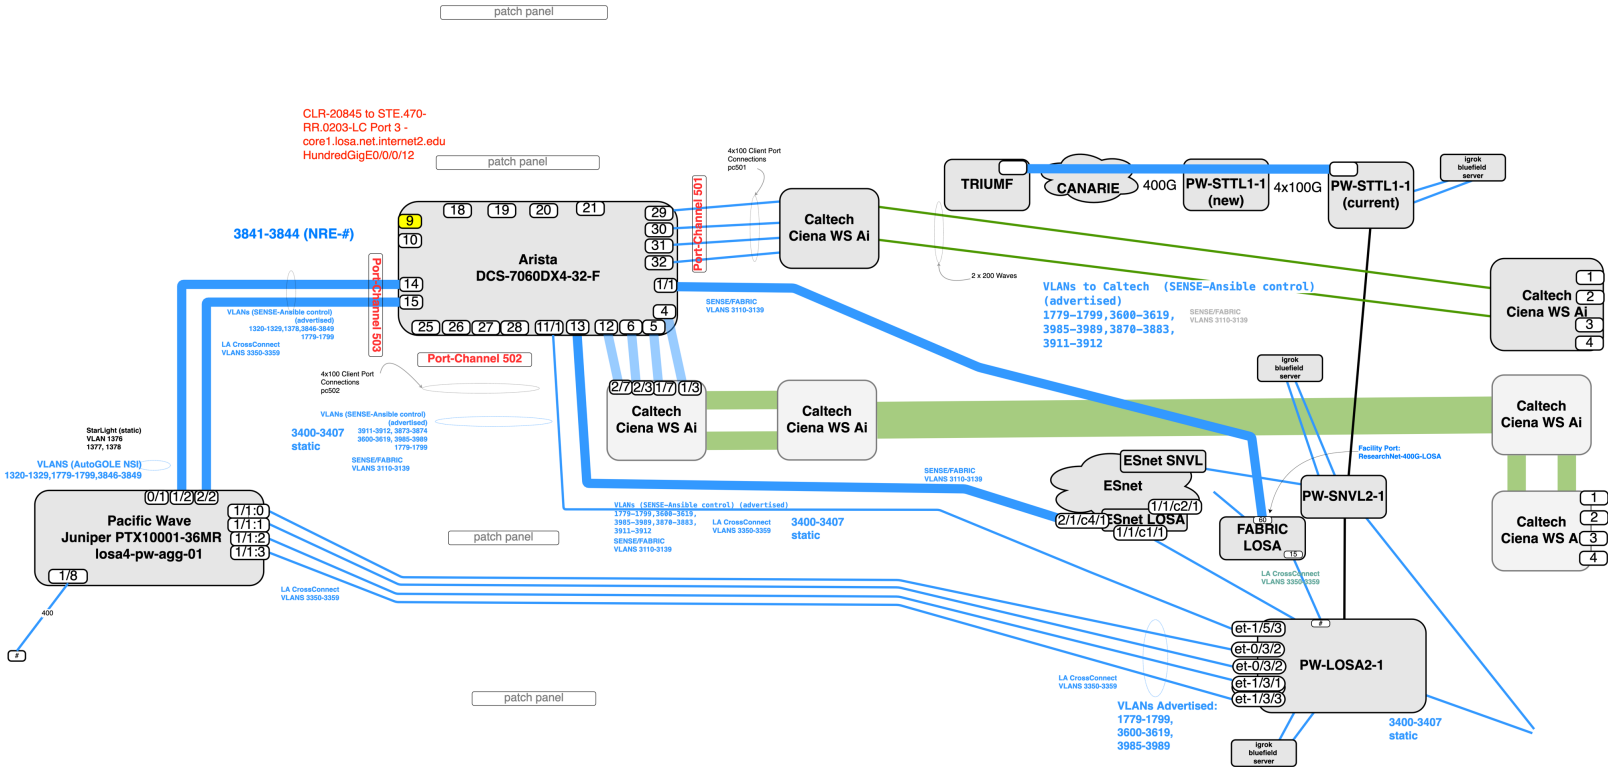 patch panel
CLR-20845 to STE.470-
RR.0203-LC Port 3 -
core1.losa.net.internet2.edu
HundredGigE0/0/0/12
patch panel
4x100 Client Port
Connections
pc501
Port-Channel 501
18
19
20
21
29
30
31
32
9
10
14
15
1/1
4
25
26
27
28
11/1
13
12
6
5
Arista
DCS-7060DX4-32-F
3841-3844 (NRE-#)
Port-Channel 503
VLANs (SENSE-Ansible control)
(advertised)
1320-1329,1378,3846-3849
1779-1799
LA CrossConnect
VLANS 3350-3359
Port-Channel 502
4x100 Client Port
Connections
pc502
VLANs (SENSE-Ansible control)
(advertised)
3911-3912, 3873-3874
3600-3619, 3985-3989
1779-1799
3400-3407
static
SENSE/FABRIC
VLANS 3110-3139
Caltech
Ciena WS Ai
SENSE/FABRIC
VLANS 3110-3139
TRIUMF
CANARIE
400G
PW-STTL1-1
(new)
4x100G
PW-STTL1-1
(current)
igrok
bluefield
server
2 x 200 Waves
VLANs to Caltech (SENSE-Ansible control)
(advertised)
1779-1799,3600-3619,
3985-3989,3870-3883,
3911-3912
SENSE/FABRIC
VLANS 3110-3139
Caltech
Ciena WS Ai
1
2
3
4
igrok
bluefield
server
2/7
2/3
1/7
1/3
Caltech
Ciena WS Ai
Caltech
Ciena WS Ai
Caltech
Ciena WS Ai
Facility Port:
ResearchNet-400G-LOSA
StarLight (static)
VLAN 1376
1377, 1378
VLANS (AutoGOLE NSI)
1320-1329,1779-1799,3846-3849
0/1
1/2
2/2
1/1:0
1/1:1
1/1:2
1/1:3
1/8
Pacific Wave
Juniper PTX10001-36MR
losa4-pw-agg-01
400
#
SENSE/FABRIC
VLANS 3110-3139
ESnet SNVL
ESnet
1/1/c2/1
2/1/c4/1
ESnet LOSA
1/1/c1/1
60
FABRIC
LOSA
15
PW-SNVL2-1
Caltech
Ciena WS A
1
2
3
4
VLANs (SENSE-Ansible control) (advertised)
1779-1799,3600-3619,
3985-3989,3870-3883,
3911-3912
SENSE/FABRIC
VLANS 3110-3139
LA CrossConnect
VLANS 3350-3359
3400-3407
static
patch panel
LA CrossConnect
VLANS 3350-3359
LA CrossConnect
VLANS 3350-3359
#
et-1/5/3
et-0/3/2
et-0/3/2
et-1/3/1
et-1/3/3
PW-LOSA2-1
LA CrossConnect
VLANS 3350-3359
VLANs Advertised:
1779-1799,
3600-3619,
3985-3989
3400-3407
static
igrok
bluefield
server
patch panel